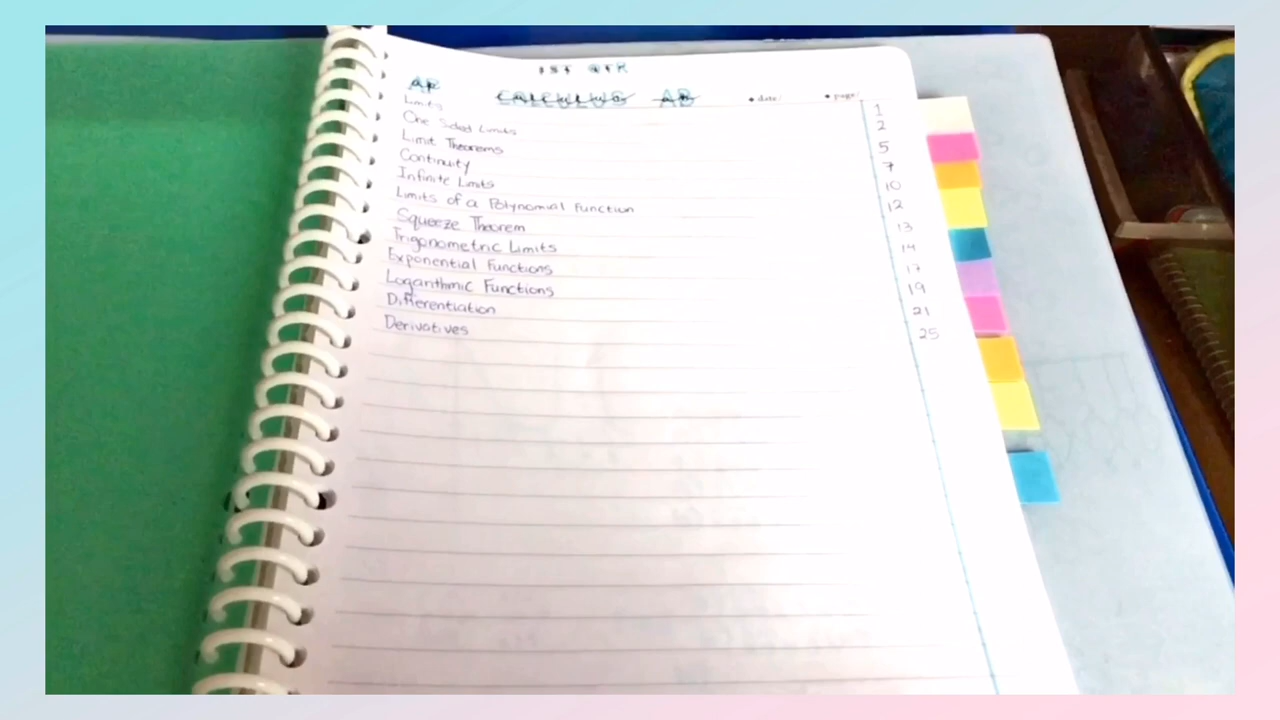 1ST QTR
AP CALCULUS AB
• date: • page:
Limits 1
One Sided Limits 2
Limit Theorems 5
Continuity 7
Infinite Limits 10
Limits of a Polynomial Function 12
Squeeze Theorem 13
Trigonometric Limits 14
Exponential Functions 17
Logarithmic Functions 19
Differentiation 21
Derivatives 25